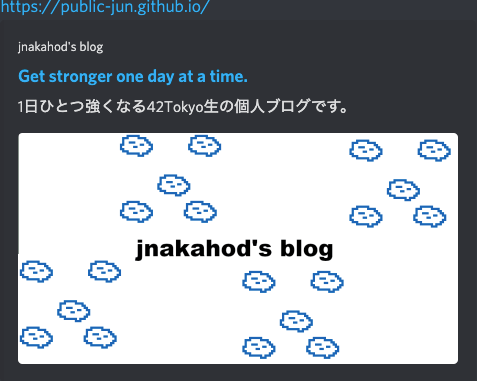 https://public-jun.github.io/
jnakahod's blog
Get stronger one day at a time.
1日ひとつ強くなる42Tokyo生の個人ブログです。
jnakahod's blog